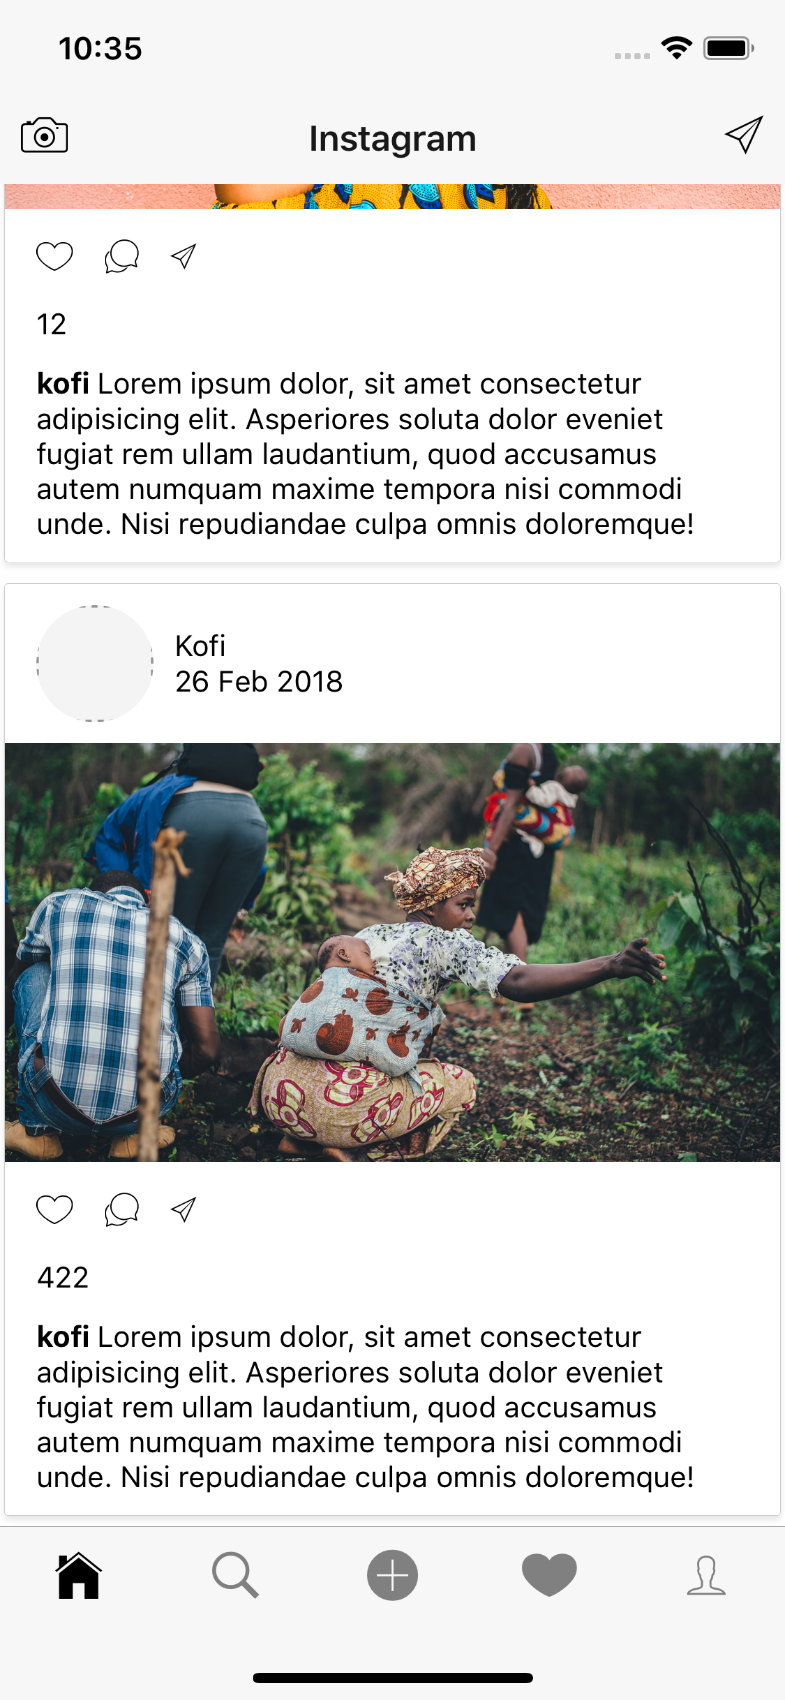 10:35
Instagram
12
kofi Lorem ipsum dolor, sit amet consectetur
adipisicing elit. Asperiores soluta dolor eveniet
fugiat rem ullam laudantium, quod accusamus
autem numquam maxime tempora nisi commodi
unde. Nisi repudiandae culpa omnis doloremque!
Kofi
26 Feb 2018
422
kofi Lorem ipsum dolor, sit amet consectetur
adipisicing elit. Asperiores soluta dolor eveniet
fugiat rem ullam laudantium, quod accusamus
autem numquam maxime tempora nisi commodi
unde. Nisi repudiandae culpa omnis doloremque!